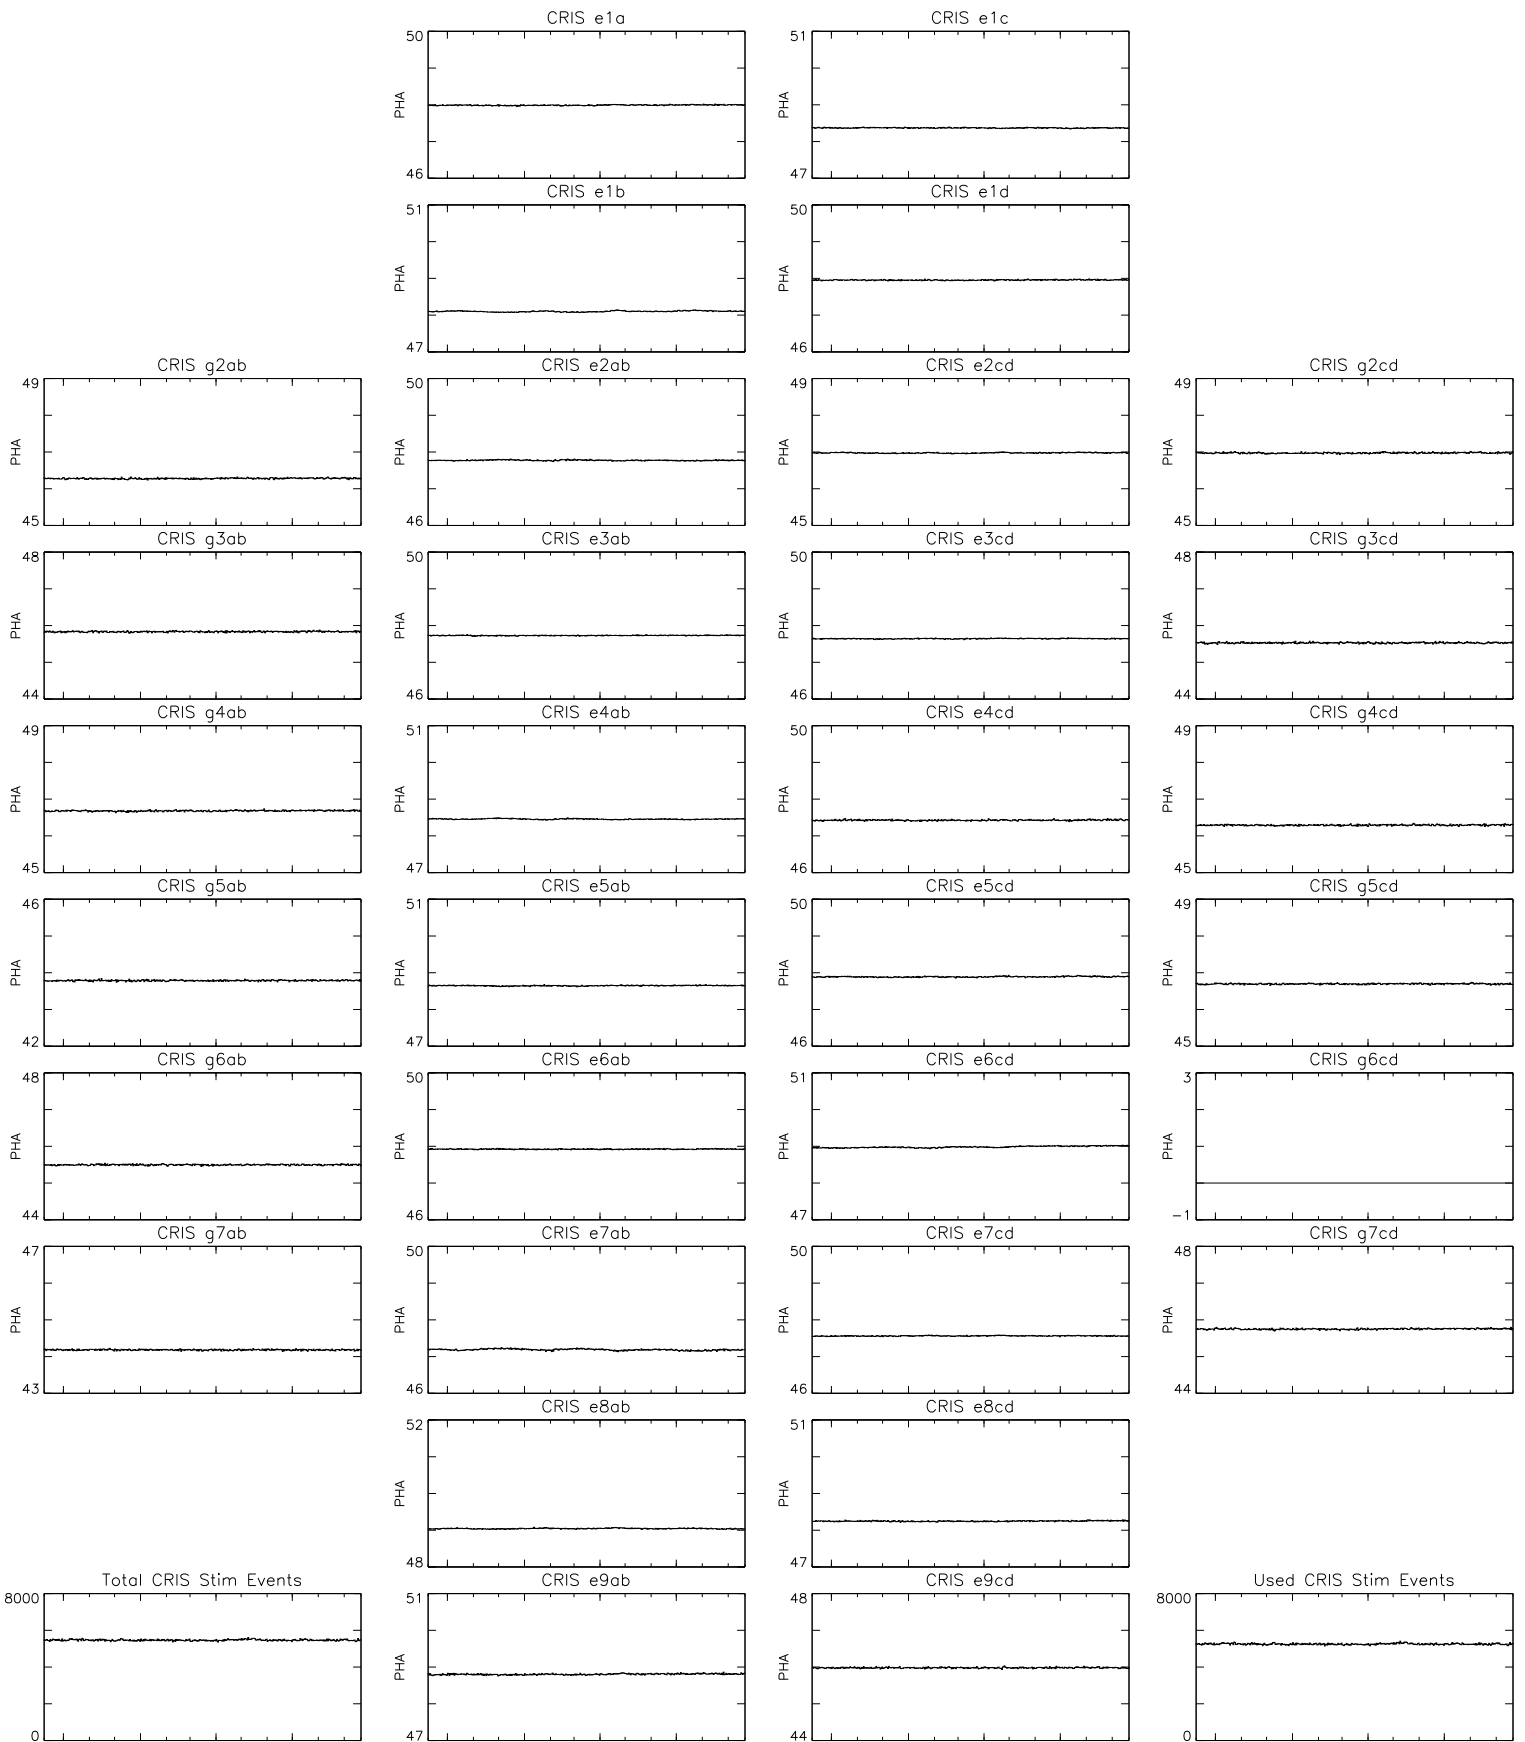 CRIS e1a
CRIS e1c
50
PHA
46
51
PHA
47
CRIS e1b
CRIS e1d
51
PHA
47
50
PHA
46
CRIS g2ab
CRIS e2ab
CRIS e2cd
CRIS g2cd
49
PHA
45
50
PHA
46
49
PHA
45
49
PHA
45
CRIS g3ab
CRIS e3ab
CRIS e3cd
CRIS g3cd
48
PHA
44
50
PHA
46
50
PHA
46
48
PHA
44
CRIS g4ab
CRIS e4ab
CRIS e4cd
CRIS g4cd
49
PHA
45
51
PHA
47
50
PHA
46
49
PHA
45
CRIS g5ab
CRIS e5ab
CRIS e5cd
CRIS g5cd
46
PHA
42
51
PHA
47
50
PHA
46
49
PHA
45
CRIS g6ab
CRIS e6ab
CRIS e6cd
CRIS g6cd
48
PHA
44
50
PHA
46
51
PHA
47
3
PHA
-1
CRIS g7ab
CRIS e7ab
CRIS e7cd
CRIS g7cd
47
PHA
43
50
PHA
46
50
PHA
46
48
PHA
44
CRIS e8ab
CRIS e8cd
52
PHA
48
51
PHA
47
Total CRIS Stim Events
CRIS e9ab
CRIS e9cd
Used CRIS Stim Events
8000
0
51
PHA
47
48
PHA
44
8000
0